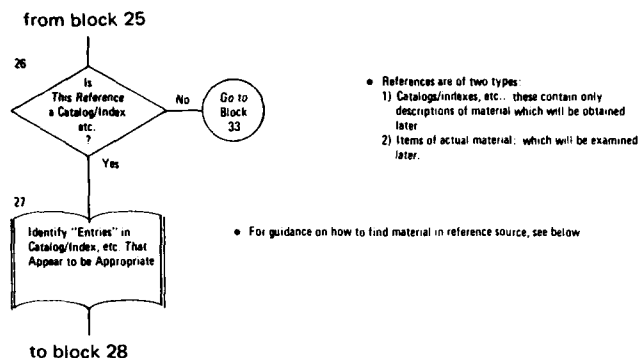 from block 25
26
Is
This Reference
a Catalog/Index
etc.
?
No
Go to
Block
33
Yes
• References are of two types:
1) Catalogs/indexes, etc.. these contain only
descriptions of material which will be obtained
later
2) Items of actual material; which will be examined
later.
27
Identify "Entries" in
Catalog/Index, etc. That
Appear to be Appropriate
• For guidance on how to find material in reference source, see below
to block 28